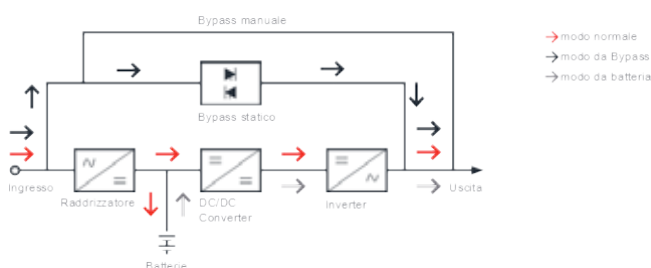 Bypass manuale
modo normale
modo da Bypass
modo da batteria
Bypass statico
Ingresso
Raddrizzatore
DC/DC
Converter
Inverter
Uscita
Batterie